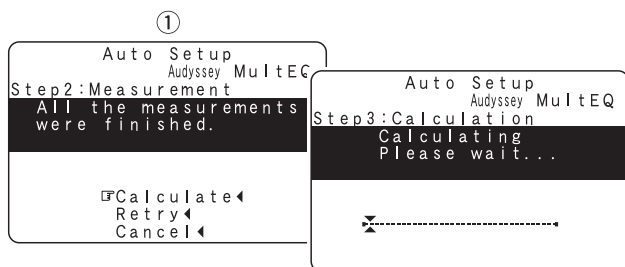 ①
Auto Setup
Audyssey MultEQ
Step2:Measurement
All the measurements
were finished.
☞Calculate◀
Retry◀
Cancel◀
Auto Setup
Audyssey MultEQ
Step3:Calculation
Calculating
Please wait...